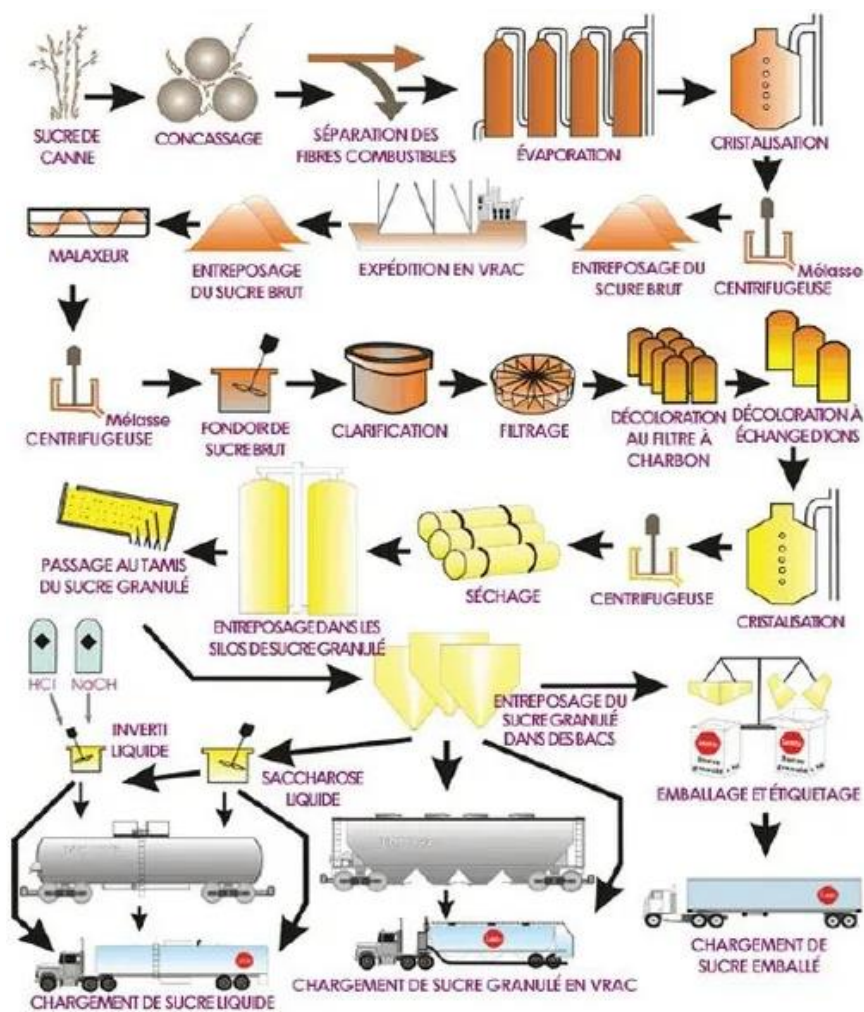 SUCRE DE
CANNE
CONCASSAGE
SÉPARATION DES
FIBRES COMBUSTIBLES
ÉVAPORATION
CRISTALISATION
MALAXEUR
ENTREPOSAGE
DU SUCRE BRUT
EXPÉDITION EN VRAC
ENTREPOSAGE DU
SCURE BRUT
Mélasse
CENTRIFUGEUSE
Mélasse
CENTRIFUGEUSE
FONDOIR DE
SUCRE BRUT
CLARIFICATION
FILTRAGE
DÉCOLORATION
AU FILTRE À
CHARBON
DÉCOLORATION À
ÉCHANGE D'IONS
PASSAGE AU TAMIS
DU SUCRE GRANULÉ
ENTREPOSAGE DANS LES
SILOS DE SUCRE GRANULÉ
SÉCHAGE
CENTRIFUGEUSE
CRISTALISATION
HCl NaOH
INVERTI
LIQUIDE
SACCHAROSE
LIQUIDE
ENTREPOSAGE DU
SUCRE GRANULÉ
DANS DES BACS
Sucre
granulé
Sucre
granulé
EMBALLAGE ET ÉTIQUETAGE
CHARGEMENT DE SUCRE LIQUIDE
CHARGEMENT DE SUCRE GRANULÉ EN VRAC
CHARGEMENT DE
SUCRE EMBALLÉ